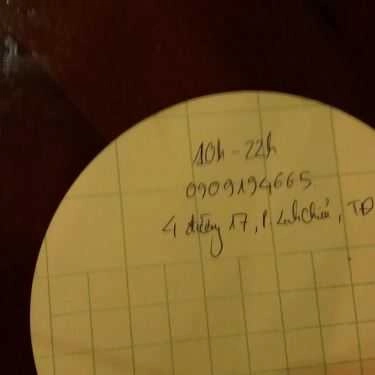 10h - 22h
0909194665
4 đường 17, P. Linh Chiểu, TĐ